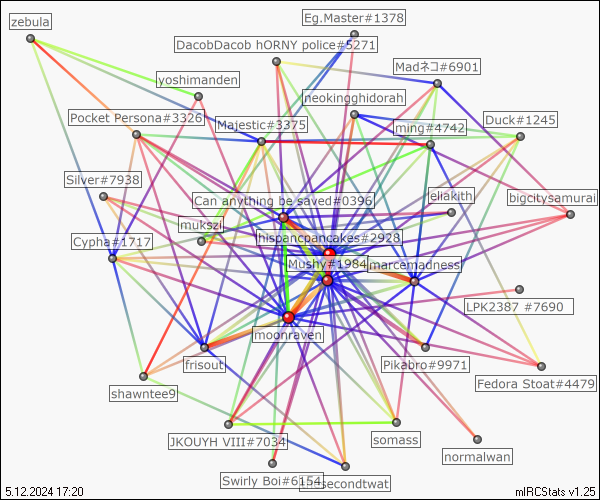 zebula
Eg.Master#1378
DacobDacob hORNY police#5271
Madネコ#6901
yoshimanden
neokingghidorah
Pocket Persona#3326
Majestic#3375
ming#4742
Duck#1245
Silver#7938
Can anything be saved#0396
eliakith
bigcitysamurai
mukszil
hispancpancakes#2928
Cypha#1717
Mushy#1984
marcemadness
LPK2387 #7690
moonraven
frisout
Pikabro#9971
shawntee9
Fedora Stoat#4479
JKOUYH VIII#7034
somass
normalwan
Swirly Boi#6154
secondtwat
5.12.2024 17:20
mIRCStats v1.25